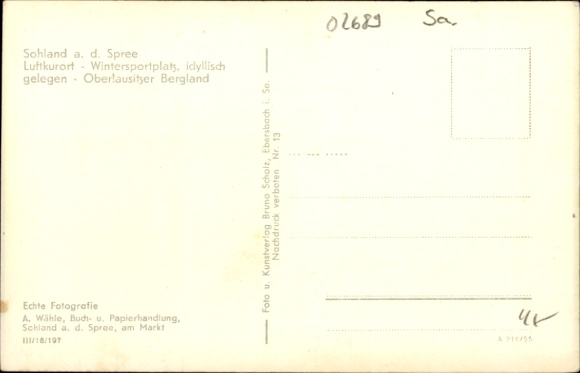 02689 Sa.
Sohland a. d. Spree
Luftkurort - Wintersportplatz, idyllisch
gelegen - Oberlausitzer Bergland
Foto u. Kunstverlag Bruno Scholz, Ebersbach i. Sa.
Nachdruck verboten Nr. 13
Echte Fotografie
A. Wähle, Buch- u. Papierhandlung,
Sohland a. d. Spree, am Markt
III/18/197